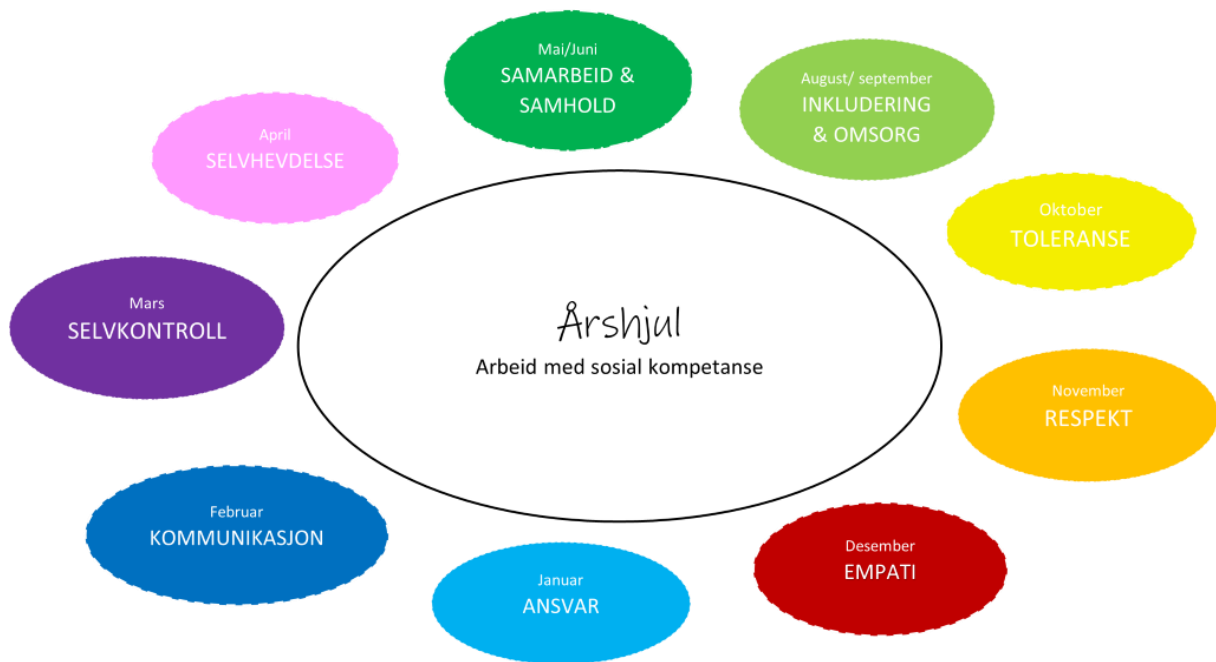 Mai/Juni
SAMARBEID &
SAMHOLD
August/ september
INKLUDERING
& OMSORG
April
SELVHEVDELSE
Oktober
TOLERANSE
Mars
SELVKONTROLL
Årshjul
Arbeid med sosial kompetanse
November
RESPEKT
Februar
KOMMUNIKASJON
Desember
EMPATI
Januar
ANSVAR